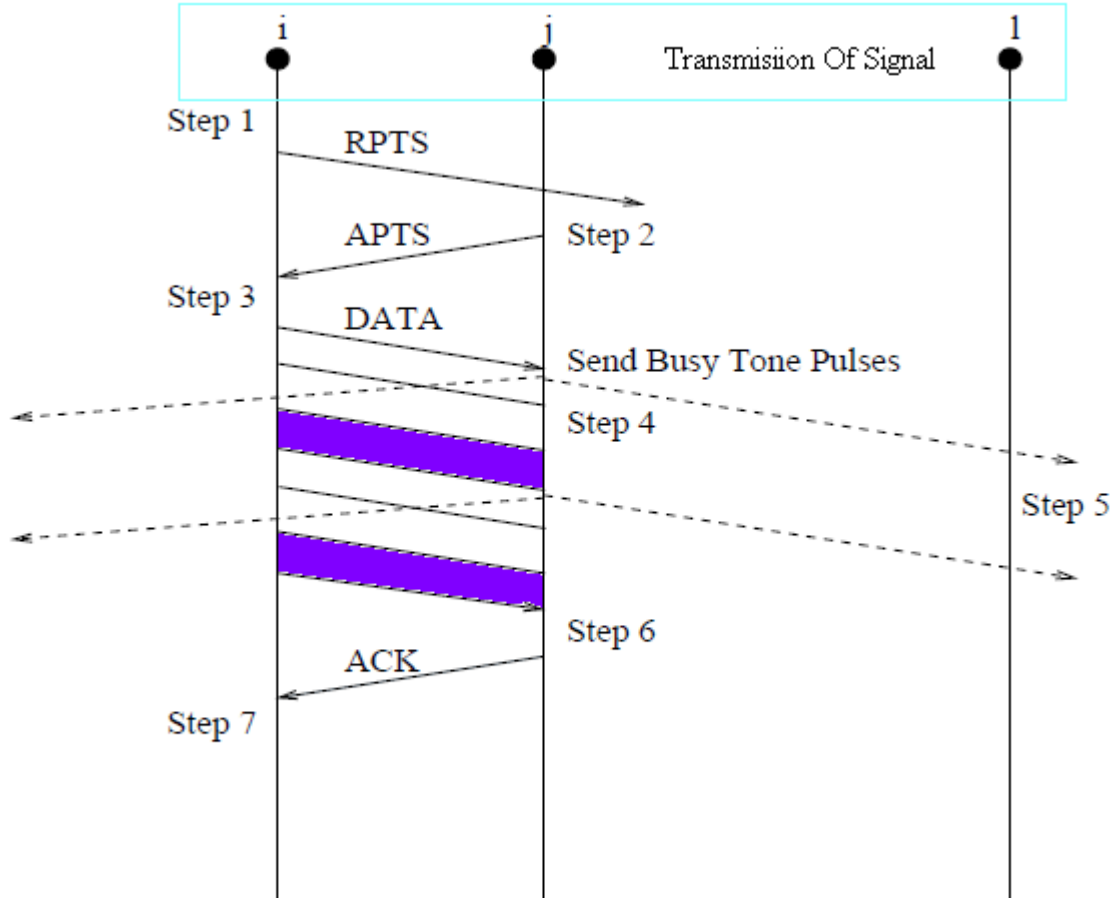 i
j
l
Transmisiion Of Signal
Step 1
RPTS
APTS
Step 2
Step 3
DATA
Send Busy Tone Pulses
Step 4
Step 5
Step 6
ACK
Step 7